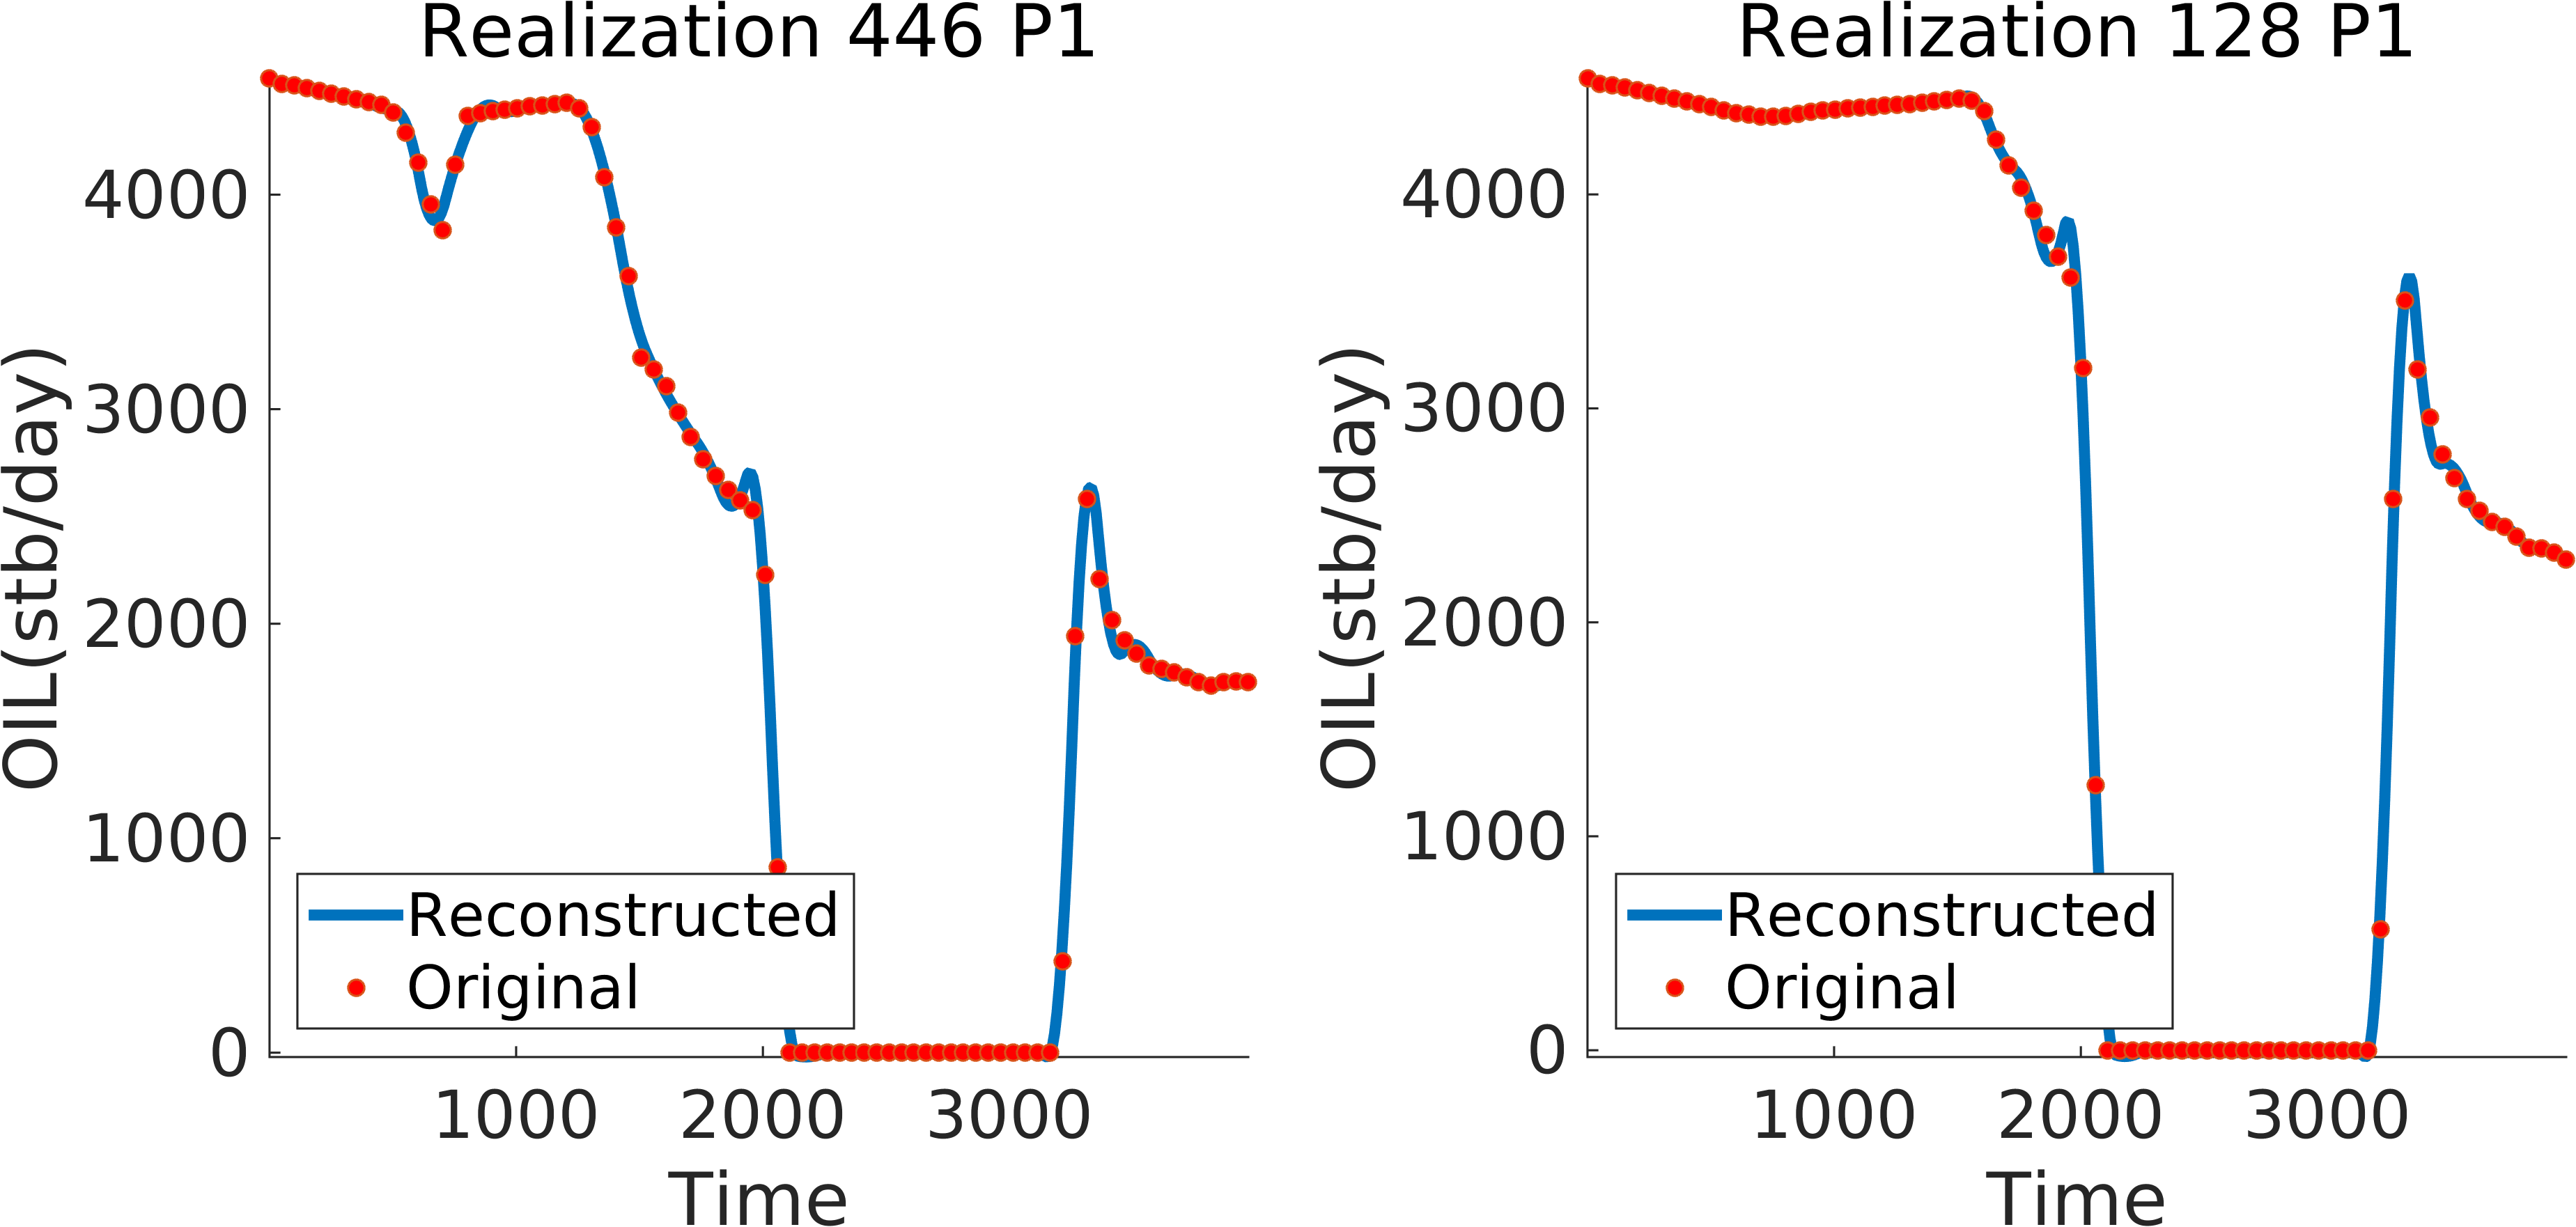 Realization 446 P1
OIL(stb/day)
4000
3000
2000
1000
0
Reconstructed
Original
1000 2000 3000
Time
Realization 128 P1
OIL(stb/day)
4000
3000
2000
1000
0
Reconstructed
Original
1000 2000 3000
Time